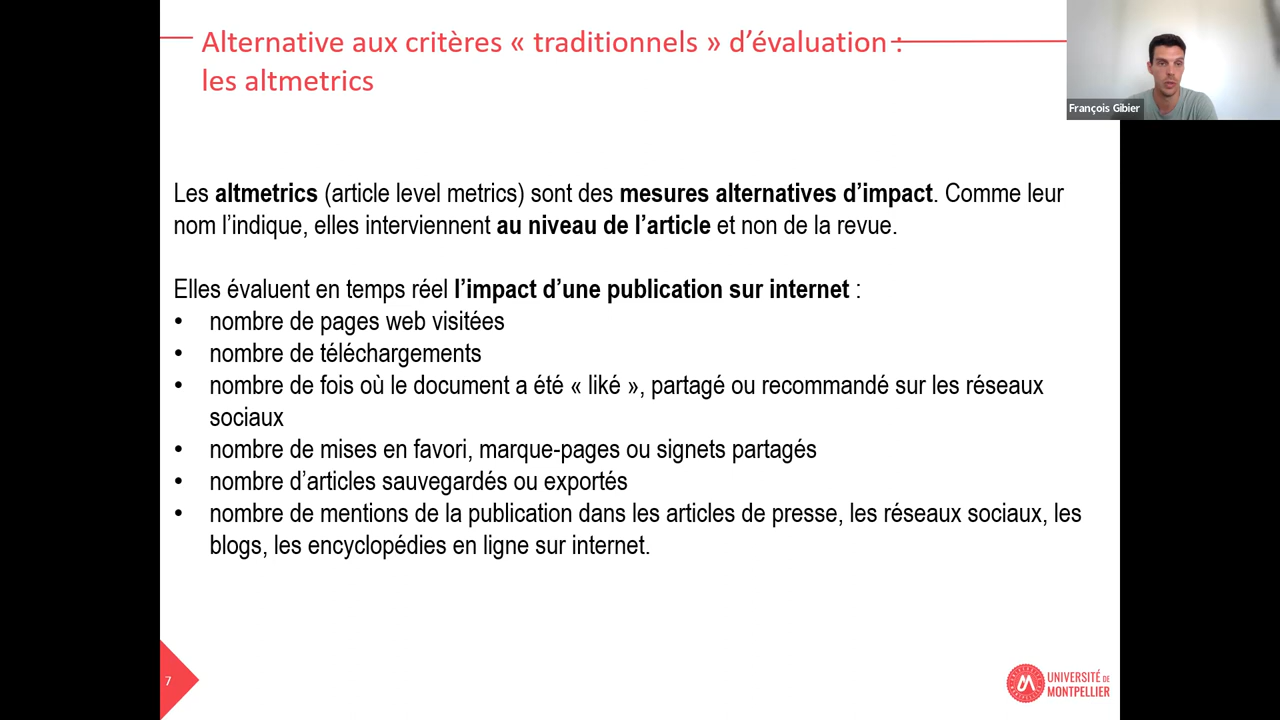 Alternative aux critères « traditionnels » d’évaluation :
les altmetrics
François Gibier
Les altmetrics (article level metrics) sont des mesures alternatives d’impact. Comme leur
nom l’indique, elles interviennent au niveau de l’article et non de la revue.
Elles évaluent en temps réel l’impact d’une publication sur internet :
• nombre de pages web visitées
• nombre de téléchargements
• nombre de fois où le document a été « liké », partagé ou recommandé sur les réseaux
sociaux
• nombre de mises en favori, marque-pages ou signets partagés
• nombre d’articles sauvegardés ou exportés
• nombre de mentions de la publication dans les articles de presse, les réseaux sociaux, les
blogs, les encyclopédies en ligne sur internet.
7
UNIVERSITÉ DE
MONTPELLIER